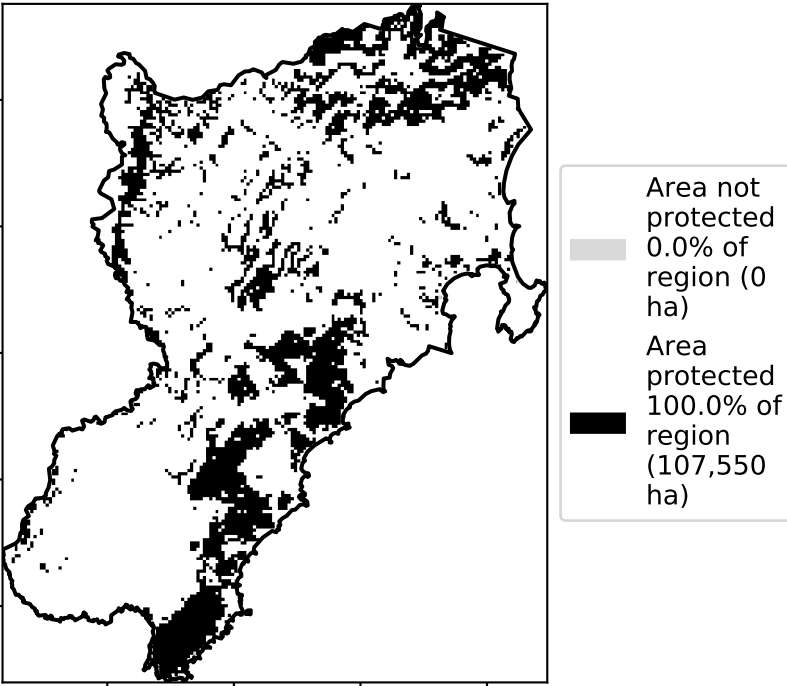 Area not
protected
0.0% of
region (0
ha)
Area
protected
100.0% of
region
(107,550
ha)